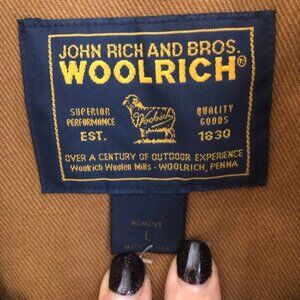 JOHN RICH AND BROS.
WOOLRICH®
SUPERIOR PERFORMANCE
Woolrich
QUALITY GOODS
EST.
1830
OVER A CENTURY OF OUTDOOR EXPERIENCE
Woolrich Woolen Mills - WOOLRICH, PENNA
WOMENS
L
MADE